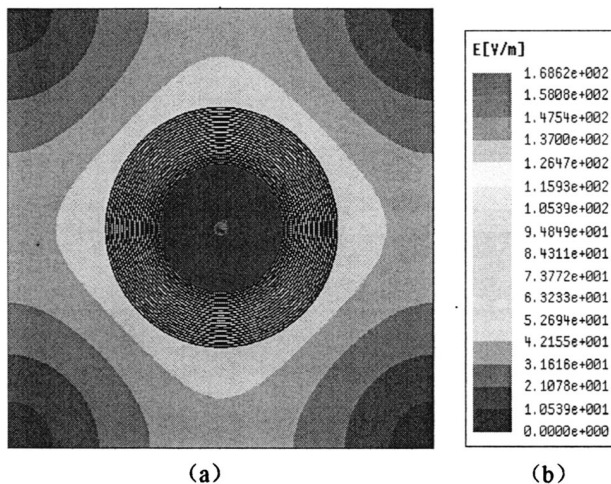 E[V/m]
1.6862e+002
1.5808e+002
1.4754e+002
1.3700e+002
1.2647e+002
1.1593e+002
1.0539e+002
9.4849e+001
8.4311e+001
7.3772e+001
6.3233e+001
5.2694e+001
4.2155e+001
3.1616e+001
2.1078e+001
1.0539e+001
0.0000e+000
(a)
(b)